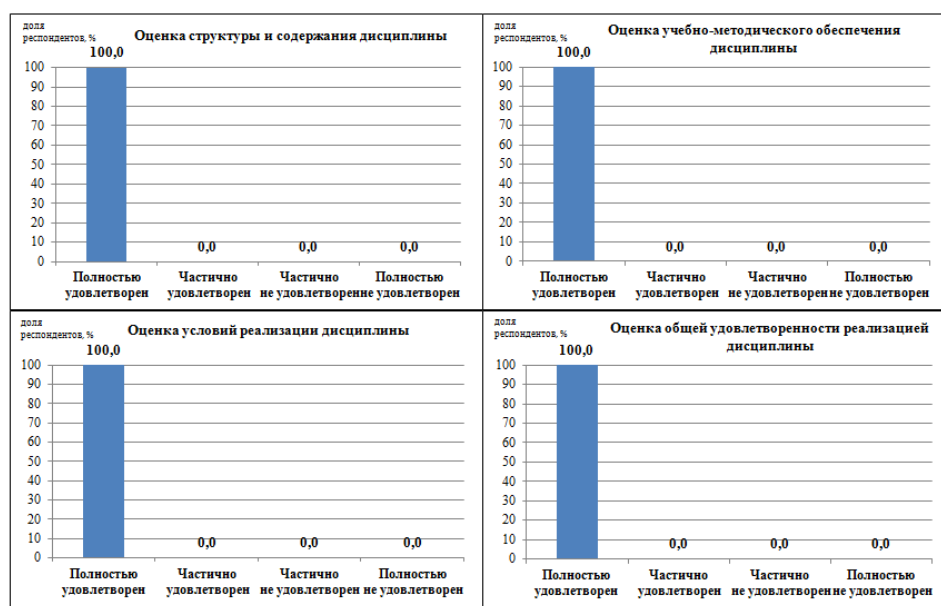 доля
респондентов, %
Оценка структуры и содержания дисциплины
100,0
100
90
80
70
60
50
40
30
20
10
0
0,0
0,0
0,0
Полностью
удовлетворен
Частично
удовлетворен
Частично
не удовлетворен
Полностью
не удовлетворен
доля
респондентов, %
Оценка учебно-методического обеспечения
дисциплины
100,0
100
90
80
70
60
50
40
30
20
10
0
0,0
0,0
0,0
Полностью
удовлетворен
Частично
удовлетворен
Частично
не удовлетворен
Полностью
не удовлетворен
доля
респондентов, %
Оценка условий реализации дисциплины
100,0
100
90
80
70
60
50
40
30
20
10
0
0,0
0,0
0,0
Полностью
удовлетворен
Частично
удовлетворен
Частично
не удовлетворен
Полностью
не удовлетворен
доля
респондентов, %
Оценка общей удовлетворенности реализацией
дисциплины
100,0
100
90
80
70
60
50
40
30
20
10
0
0,0
0,0
0,0
Полностью
удовлетворен
Частично
удовлетворен
Частично
не удовлетворен
Полностью
не удовлетворен